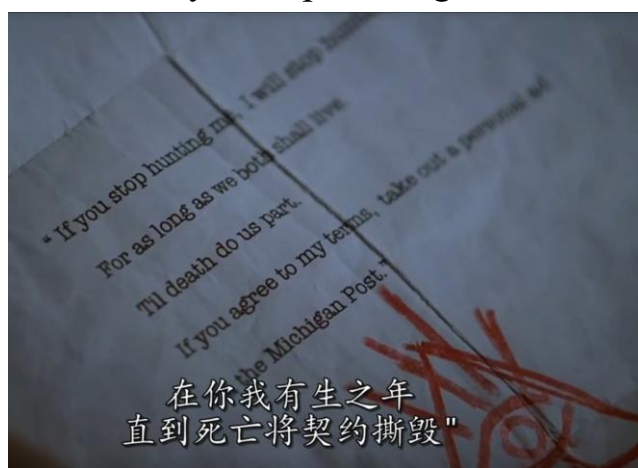 “If you stop hunting me, I will stop
For as long as we both shall live.
Til death do us part.
If you agree to my terms, take out a personal ad
the Michigan Post.”
在你我有生之年
直到死亡将契约撕毁"